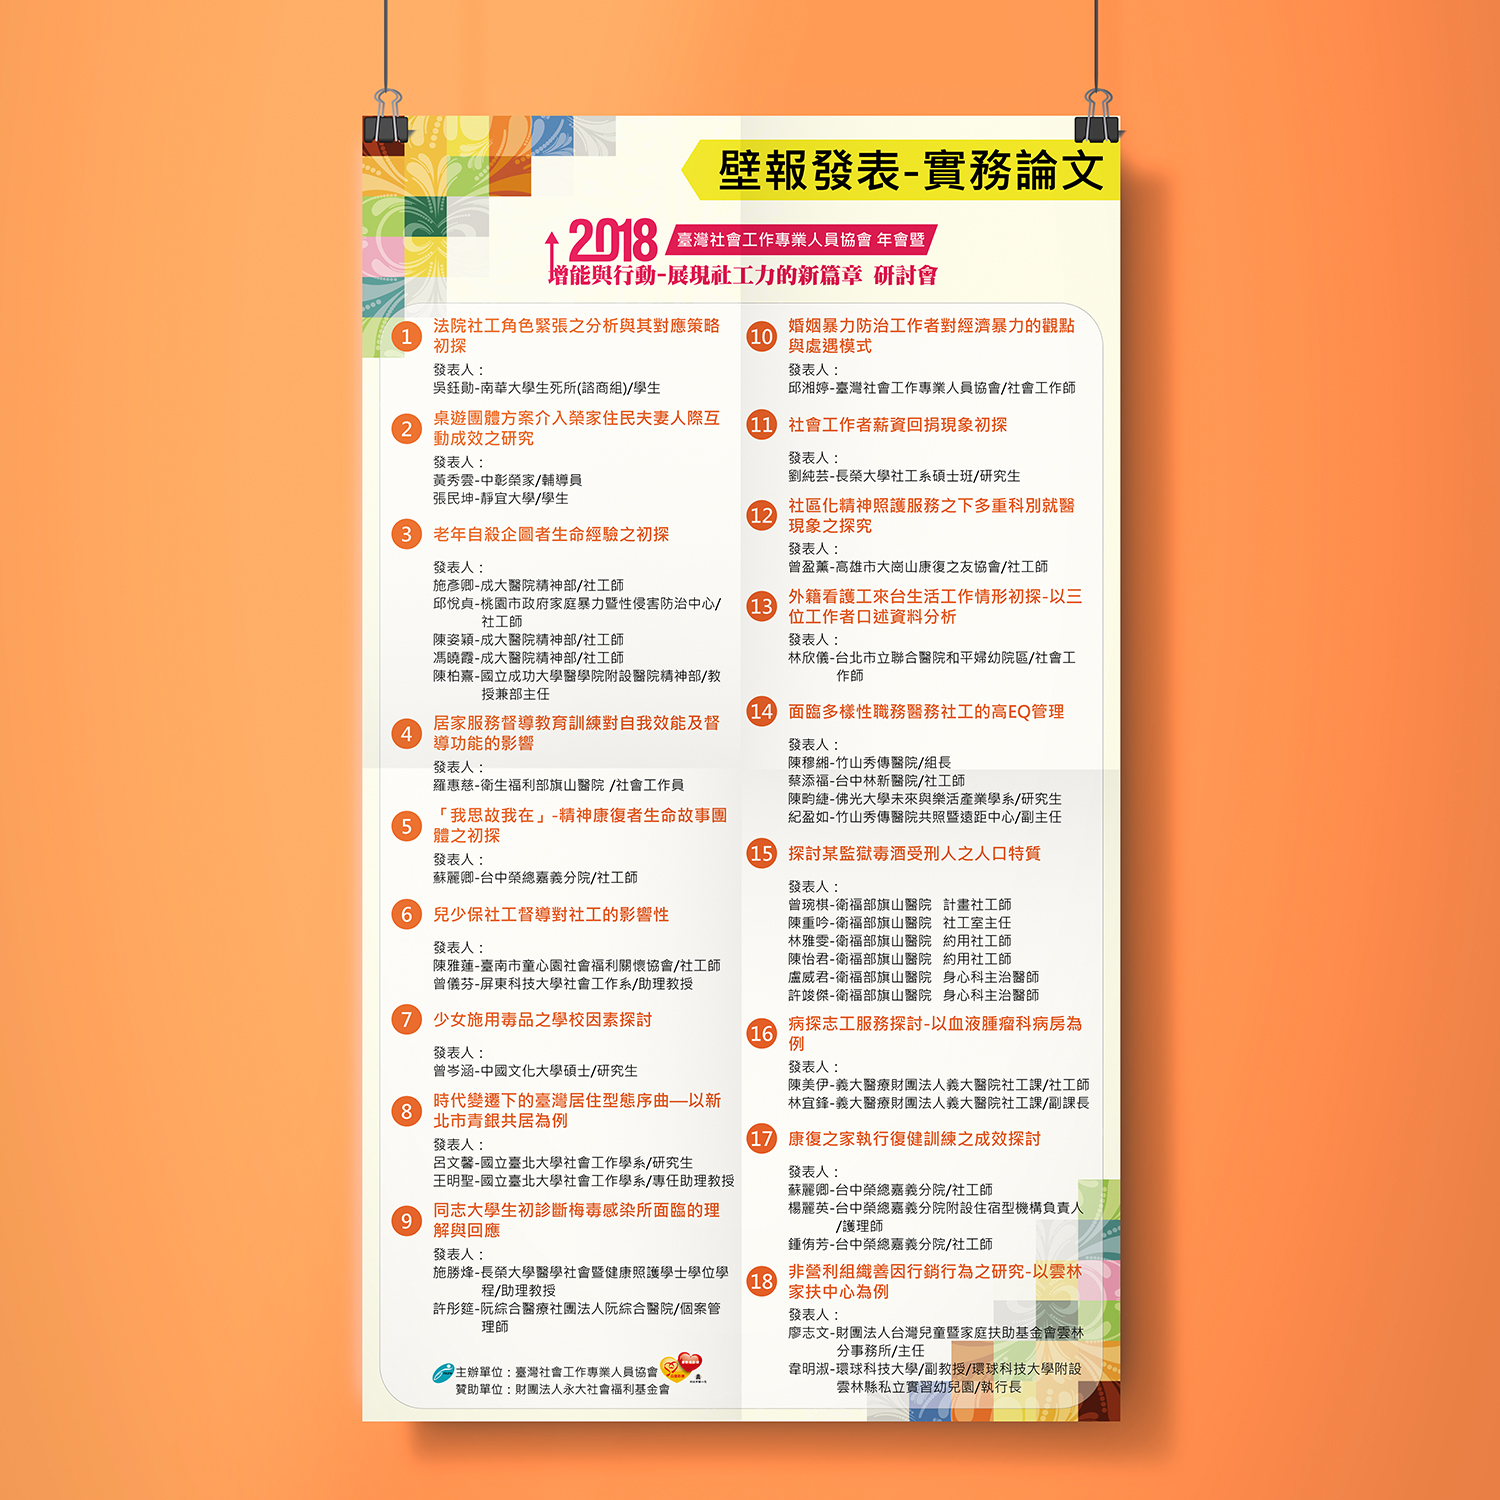 壁報發表-實務論文
2018
臺灣社會工作專業人員協會 年會暨
增能與行動-展現社工力的新篇章 研討會
1
法院社工角色緊張之分析與其對應策略
初探
發表人：
吳鈺勛-南華大學生死所(諮商組)/學生
2
桌遊團體方案介入榮家住民夫妻人際互
動成效之研究
發表人：
黃秀雲-中彰榮家/輔導員
張民坤-靜宜大學/學生
3
老年自殺企圖者生命經驗之初探
發表人：
施彥卿-成大醫院精神部/社工師
邱悅貞-桃園市政府家庭暴力暨性侵害防治中心/
社工師
陳姿穎-成大醫院精神部/社工師
馮曉霞-成大醫院精神部/社工師
陳柏熹-國立成功大學醫學院附設醫院精神部/教
授兼部主任
4
居家服務督導教育訓練對自我效能及督
導功能的影響
發表人：
羅惠慈-衛生福利部旗山醫院 /社會工作員
5
「我思故我在」-精神康復者生命故事團
體之初探
發表人：
蘇麗卿-台中榮總嘉義分院/社工師
6
兒少保社工督導對社工的影響性
發表人：
陳雅蓮-臺南市童心園社會福利關懷協會/社工師
曾儀芬-屏東科技大學社會工作系/助理教授
7
少女施用毒品之學校因素探討
發表人：
曾岑涵-中國文化大學碩士/研究生
8
時代變遷下的臺灣居住型態序曲——以新
北市青銀共居為例
發表人：
呂文馨-國立臺北大學社會工作學系/研究生
王明聖-國立臺北大學社會工作學系/專任助理教授
9
同志大學生初診斷梅毒感染所面臨的理
解與回應
發表人：
施勝烽-長榮大學醫學社會暨健康照護學士學位學
程/助理教授
許彤筵-阮綜合醫療社團法人阮綜合醫院/個案管
理師
主辦單位：臺灣社會工作專業人員協會
贊助單位：財團法人永大社會福利基金會
10
婚姻暴力防治工作者對經濟暴力的觀點
與處遇模式
發表人：
邱湘婷-臺灣社會工作專業人員協會/社會工作師
11
社會工作者薪資回捐現象初探
發表人：
劉純芸-長榮大學社工系碩士班/研究生
12
社區化精神照護服務之下多重科別就醫
現象之探究
發表人：
曾盈薰-高雄市大崗山康復之友協會/社工師
13
外籍看護工來台生活工作情形初探-以三
位工作者口述資料分析
發表人：
林欣儀-台北市立聯合醫院和平婦幼院區/社會工
作師
14
面臨多樣性職務醫務社工的高EQ管理
發表人：
陳穆緗-竹山秀傳醫院/組長
蔡添福-台中林新醫院/社工師
陳畇緁-佛光大學未來與樂活產業學系/研究生
紀盈如-竹山秀傳醫院共照暨遠距中心/副主任
15
探討某監獄毒酒受刑人之人口特質
發表人：
曾琬棋-衛福部旗山醫院 計畫社工師
陳重吟-衛福部旗山醫院 社工室主任
林雅雯-衛福部旗山醫院 約用社工師
陳怡君-衛福部旗山醫院 約用社工師
盧威君-衛福部旗山醫院 身心科主治醫師
許竣傑-衛福部旗山醫院 身心科主治醫師
16
病探志工服務探討-以血液腫瘤科病房為
例
發表人：
陳美伊-義大醫療財團法人義大醫院社工課/社工師
林宜鋒-義大醫療財團法人義大醫院社工課/副課長
17
康復之家執行復健訓練之成效探討
發表人：
蘇麗卿-台中榮總嘉義分院/社工師
楊麗英-台中榮總嘉義分院附設住宿型機構負責人
/護理師
鍾侑芳-台中榮總嘉義分院/社工師
18
非營利組織善因行銷行為之研究-以雲林
家扶中心為例
發表人：
廖志文-財團法人台灣兒童暨家庭扶助基金會雲林
分事務所/主任
韋明淑-環球科技大學/副教授/環球科技大學附設
雲林縣私立實習幼兒園/執行長